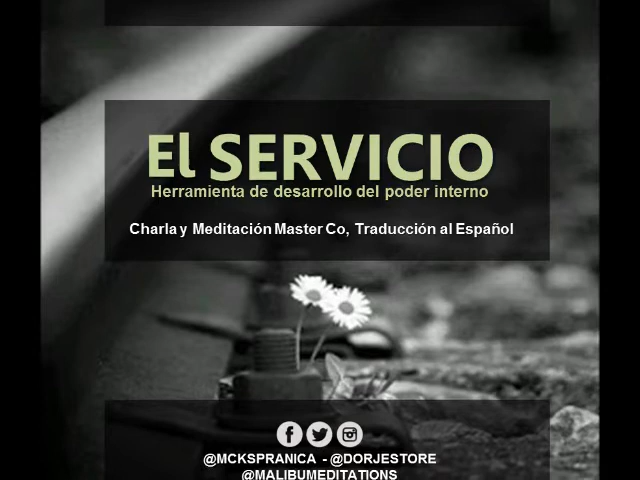 El SERVICIO
Herramienta de desarrollo del poder interno
Charla y Meditación Master Co, Traducción al Español
@MCKSPRANICA - @DORJESTORE
@MALIBUMEDITATIONS